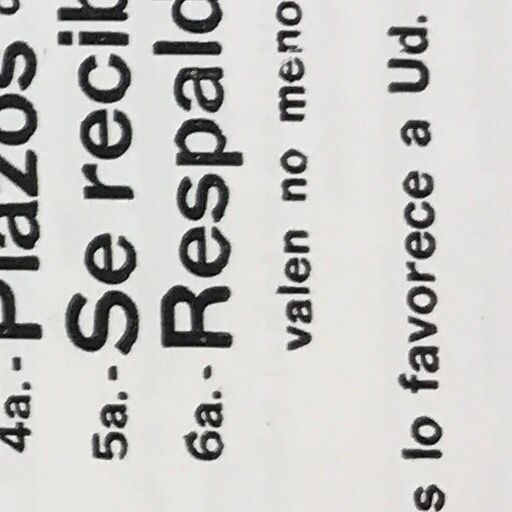 4a.- Plazos
5a.- Se recib
6a.- Respald
valen no meno
s lo favorece a Ud.